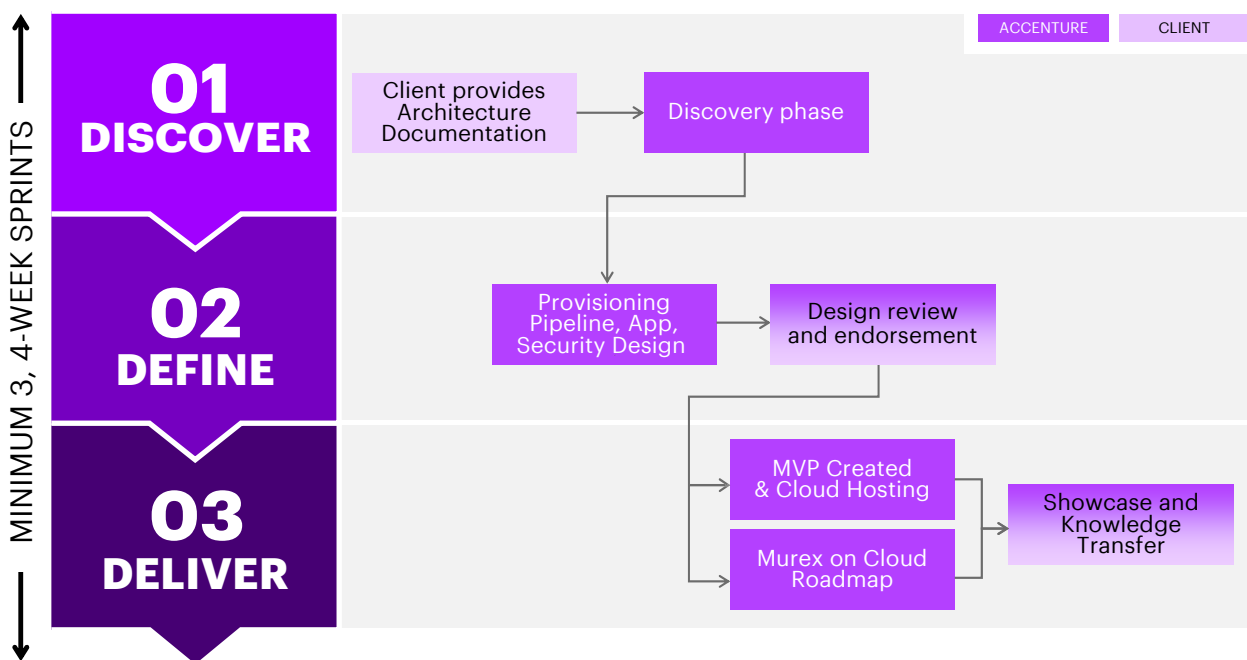 MINIMUM 3, 4-WEEK SPRINTS
ACCENTURE
CLIENT
01
DISCOVER
Client provides
Architecture
Documentation
Discovery phase
02
DEFINE
Provisioning
Pipeline, App,
Security Design
Design review
and endorsement
03
DELIVER
MVP Created
& Cloud Hosting
Murex on Cloud
Roadmap
Showcase and
Knowledge
Transfer